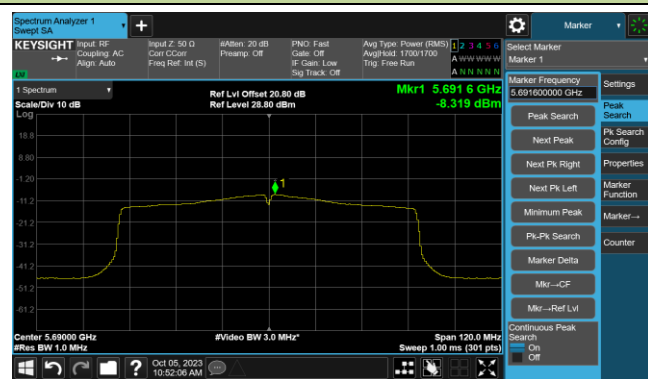 Spectrum Analyzer 1
Swept SA
Marker
KEYSIGHT
Input: RF
Coupling: AC
Align: Auto
Input Z: 50 Ω
Corr CCorr
Freq Ref: Int (S)
#Atten: 20 dB
Preamp: Off
PNO: Fast
Gate: Off
IF Gain: Low
Sig Track: Off
Avg Type: Power (RMS)
Avg|Hold: 1700/1700
Trig: Free Run
1 2 3 4 5 6
A W W W W W
A N N N N N
LXI
Select Marker
Marker 1
1 Spectrum
Scale/Div 10 dB
Log
Ref Lvl Offset 20.80 dB
Ref Level 28.80 dBm
Mkr1 5.691 6 GHz
-8.319 dBm
18.8
8.80
-1.20
-11.2
-21.2
-31.2
-41.2
-51.2
-61.2
1
Center 5.69000 GHz
#Res BW 1.0 MHz
#Video BW 3.0 MHz*
Span 120.0 MHz
Sweep 1.00 ms (301 pts)
Marker Frequency
5.691600000 GHz
Peak Search
Next Peak
Next Pk Right
Next Pk Left
Minimum Peak
Pk-Pk Search
Marker Delta
Mkr→CF
Mkr→Ref Lvl
Continuous Peak
Search
On
Off
Settings
Peak
Search
Pk Search
Config
Properties
Marker
Function
Marker→
Counter
Oct 05, 2023
10:52:06 AM